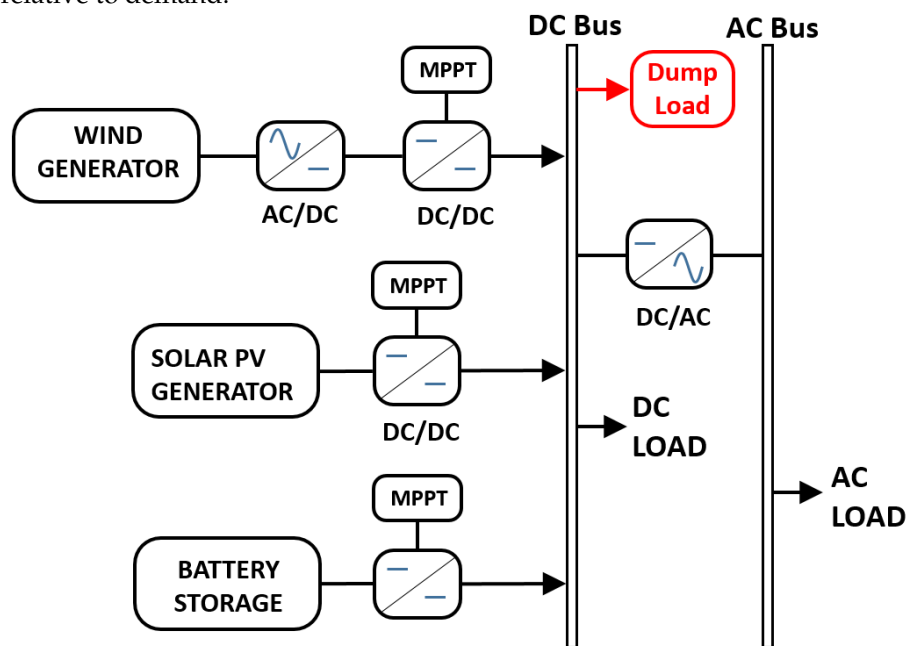 relative to demand.
DC Bus
AC Bus
MPPT
Dump
Load
WIND
GENERATOR
AC/DC
DC/DC
MPPT
DC/AC
SOLAR PV
GENERATOR
DC/DC
DC
LOAD
MPPT
AC
LOAD
BATTERY
STORAGE